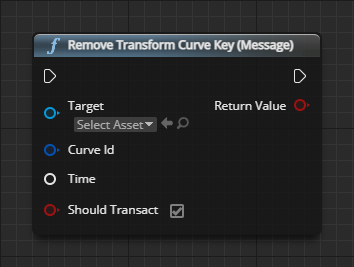 Remove Transform Curve Key (Message)
Target Return Value
Select Asset
Curve Id
Time
Should Transact